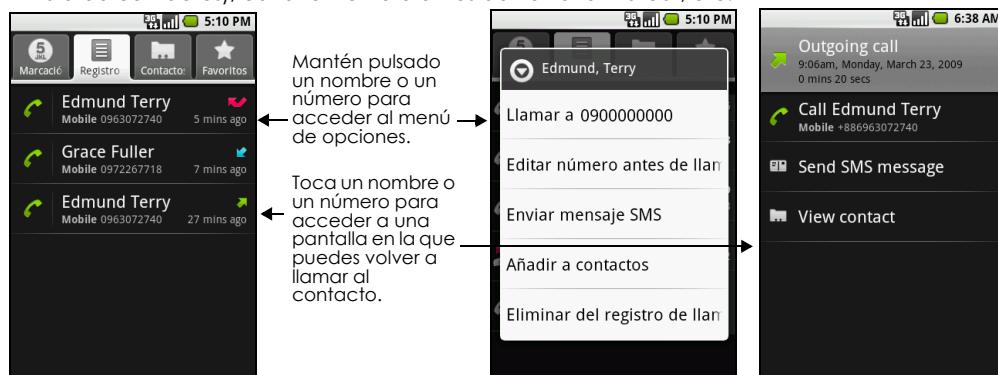 5:10 PM
Marcació Registro Contacto: Favoritos
Edmund Terry
Mobile 0963072740 5 mins ago
Grace Fuller
Mobile 0972267718 7 mins ago
Edmund Terry
Mobile 0963072740 27 mins ago
Mantén pulsado
un nombre o un
número para
acceder al menú
de opciones.
Toca un nombre o
un número para
acceder a una
pantalla en la que
puedes volver a
llamar al
contacto.
5:10 PM
Edmund, Terry
Llamar a 0900000000
Editar número antes de llam
Enviar mensaje SMS
Añadir a contactos
Eliminar del registro de llam
6:38 AM
Outgoing call
9:06am, Monday, March 23, 2009
0 mins 20 secs
Call Edmund Terry
Mobile +886963072740
Send SMS message
View contact